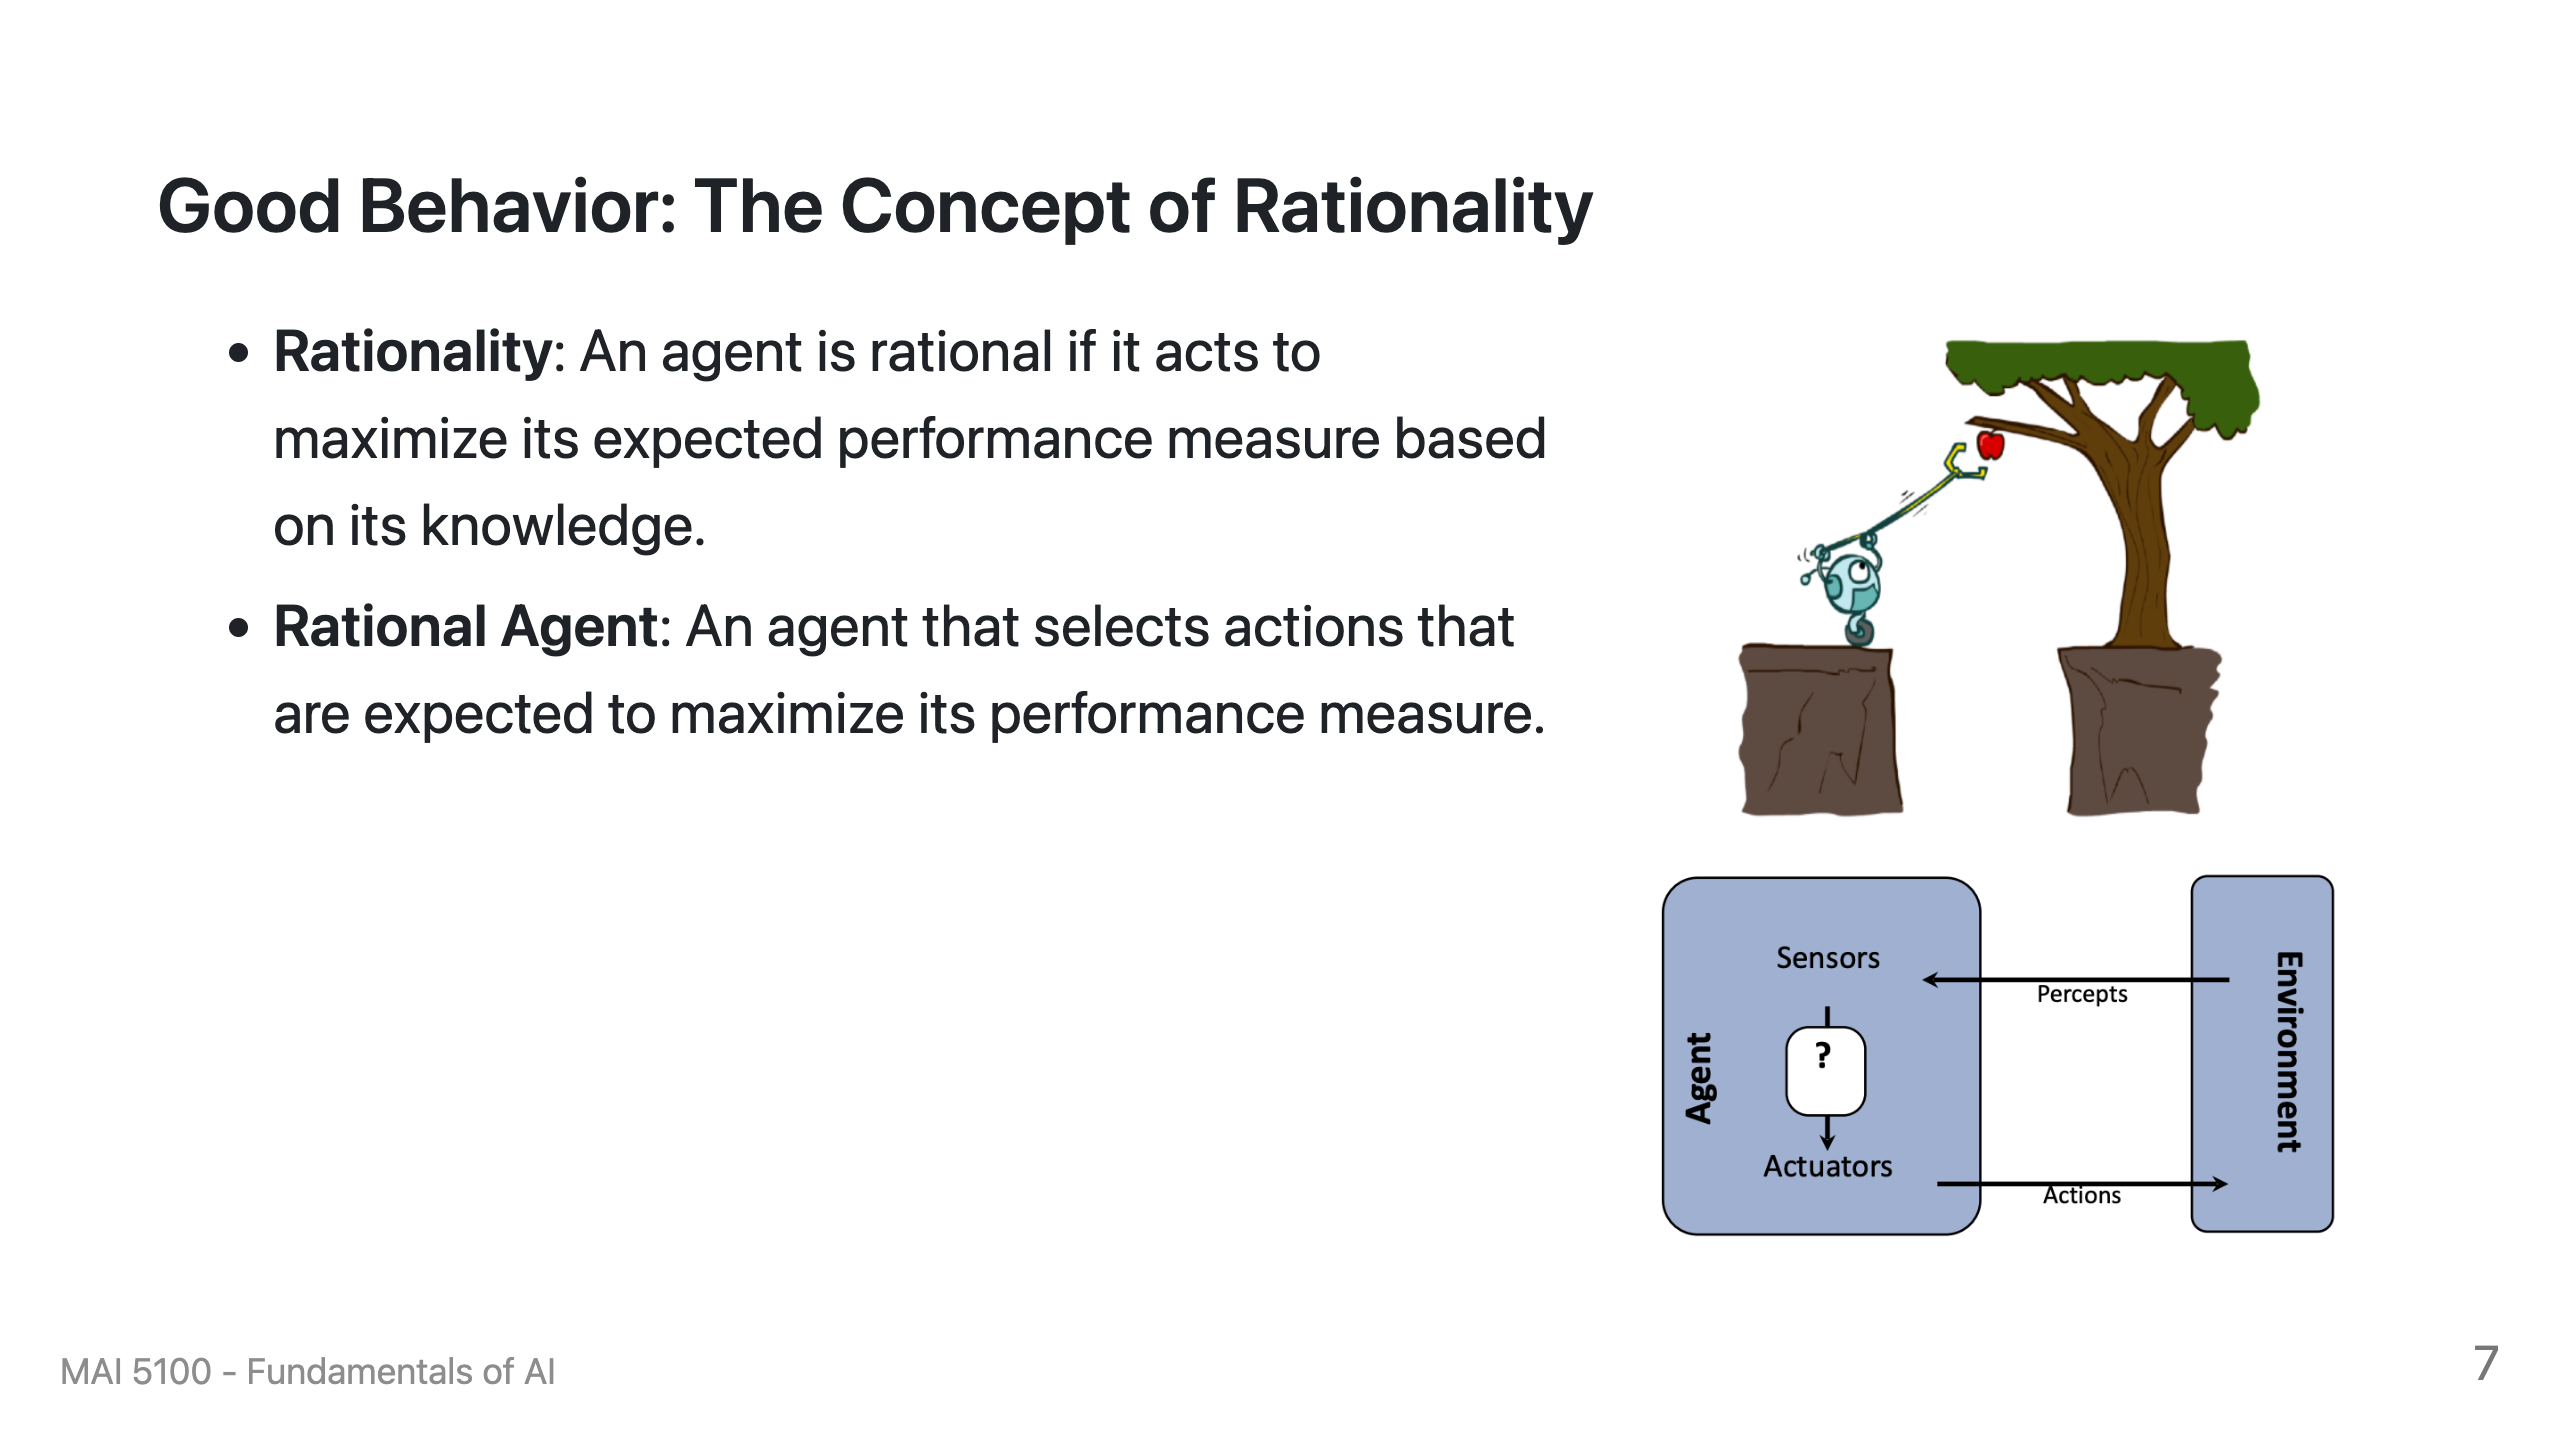 Good Behavior: The Concept of Rationality
• Rationality: An agent is rational if it acts to
maximize its expected performance measure based
on its knowledge.
• Rational Agent: An agent that selects actions that
are expected to maximize its performance measure.
Sensors
Percepts
?
Agent
Environment
Actuators
Actions
MAI 5100 - Fundamentals of AI
7